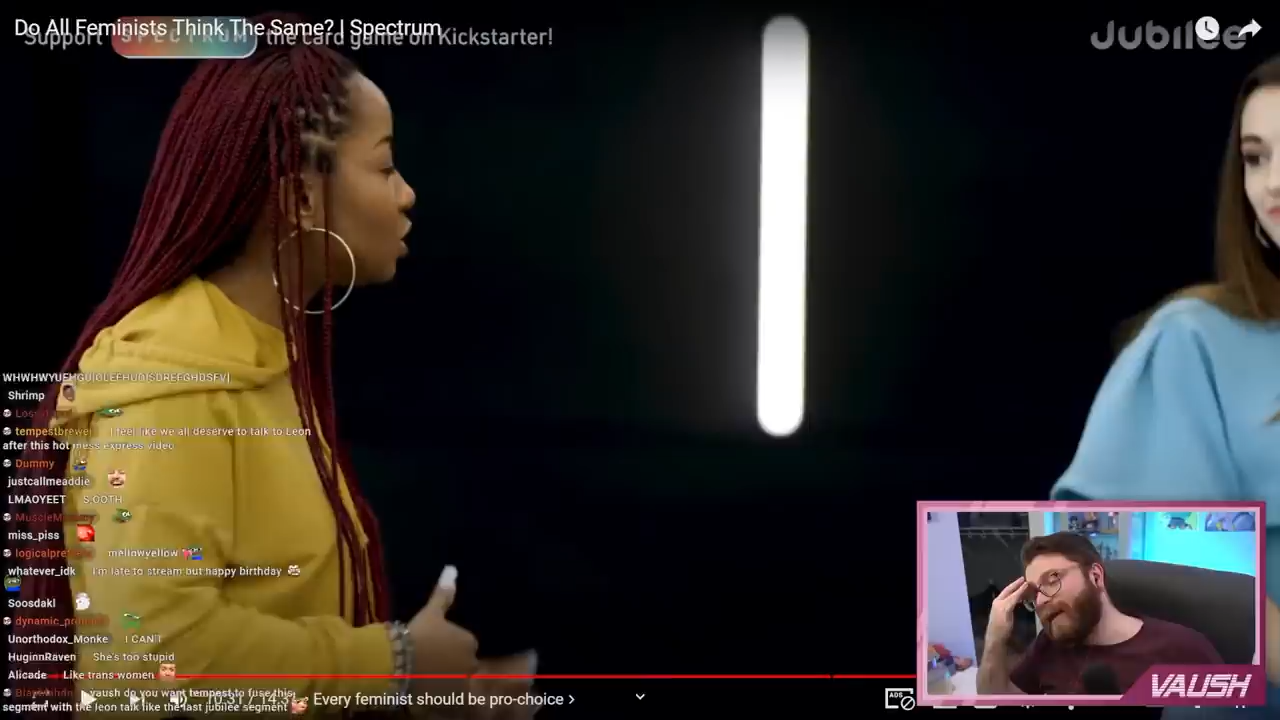 Do All Feminists Think The Same? | Spectrum
Support SPECTRUM the card game on Kickstarter!
Jubilee
Shrimp
tempestbrewer I feel like we all deserve to talk to Leon
after this hot mess express video
Dummy
justcallmeaddie
LMAOYEET SOOTH
miss_piss
mellowyellow
whatever_idk I'm late to stream but happy birthday
Soosdakl
Unorthodox_Monke I CAN'T
HuginnRaven She's too stupid
Alicade Like trans women
vaush do you want tempest to fuse this
segment with the leon talk like the last jubilee segment
Every feminist should be pro-choice >
ADS
VAUSH